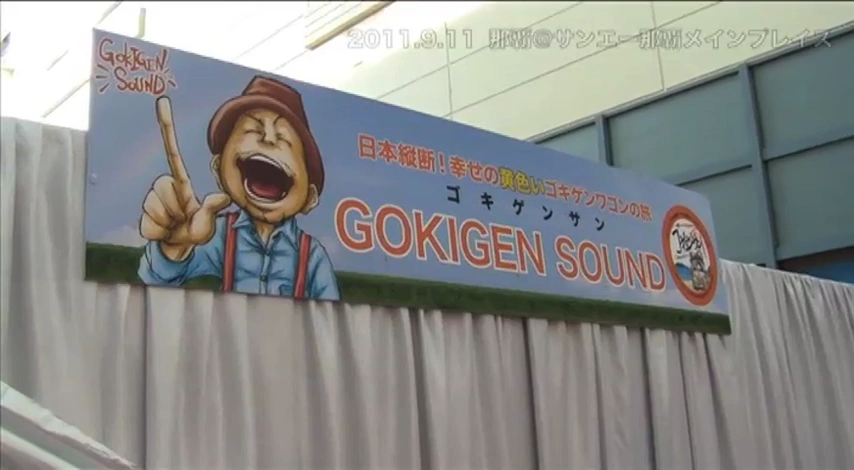 2011.9.11 那覇@サンエー那覇メインプレイス
GOKIGEN
SOUND
日本縦断!幸せの黄色いゴキゲンワゴンの旅
ゴキゲンサン
GOKIGEN SOUND